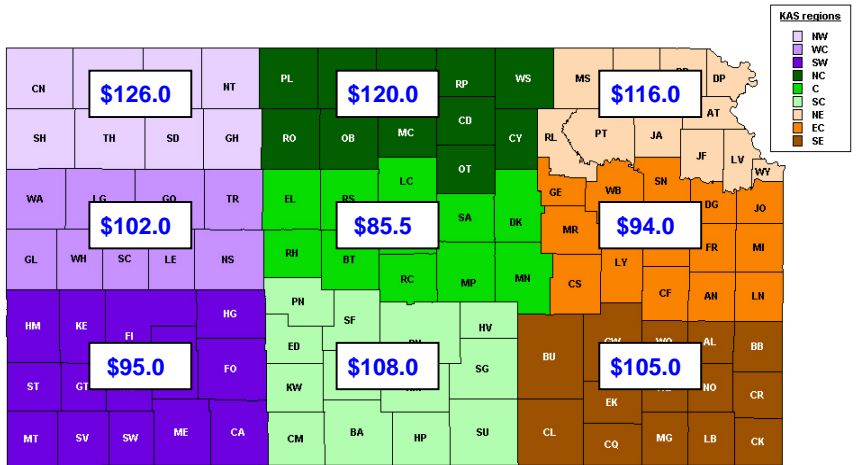 KAS regions
NW
WC
SW
NC
C
SC
NE
EC
SE
CN NT PL RP WS MS DP
$126.0 $120.0 $116.0
SH TH SD GH RO OB MC CD CY RL PT JA AT
OT JF LV WY
WA LG GO TR EL RS LC SA DK GE WB SN DG JO
$102.0 $85.5 $94.0
GL WH SC LE NS RH BT RC MP MN MR LY FR MI
CS CF AN LN
HM KE FI HG PN SF HV
ED SG BU AL BB
$95.0 $108.0 $105.0
ST GT FO KW EK NO CR
MT SV SW ME CA CM BA HP SU CL CQ MG LB CK